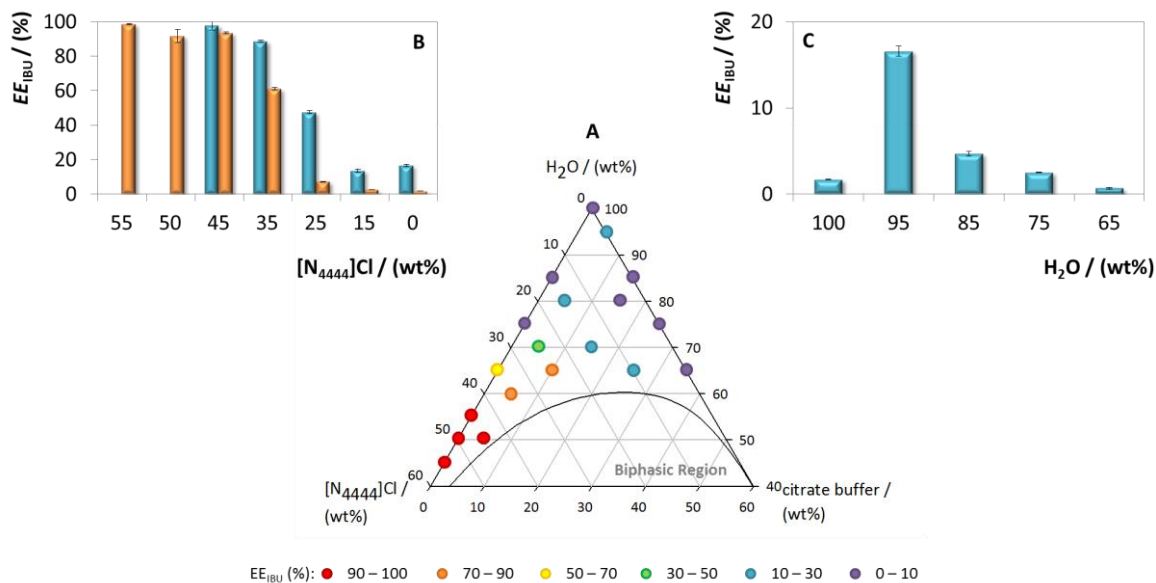 B
EE_IBU / (%)
100
80
60
40
20
0
55 50 45 35 25 15 0
[N₄₄₄₄]Cl / (wt%)
C
EE_IBU / (%)
20
10
0
100 95 85 75 65
H₂O / (wt%)
A
H₂O / (wt%)
0 100
10 90
20 80
30 70
40 60
50 50
60 40
Biphasic Region
[N₄₄₄₄]Cl /
(wt%)
citrate buffer /
(wt%)
0 10 20 30 40 50 60
EE_IBU (%): 90 – 100 70 – 90 50 – 70 30 – 50 10 – 30 0 – 10